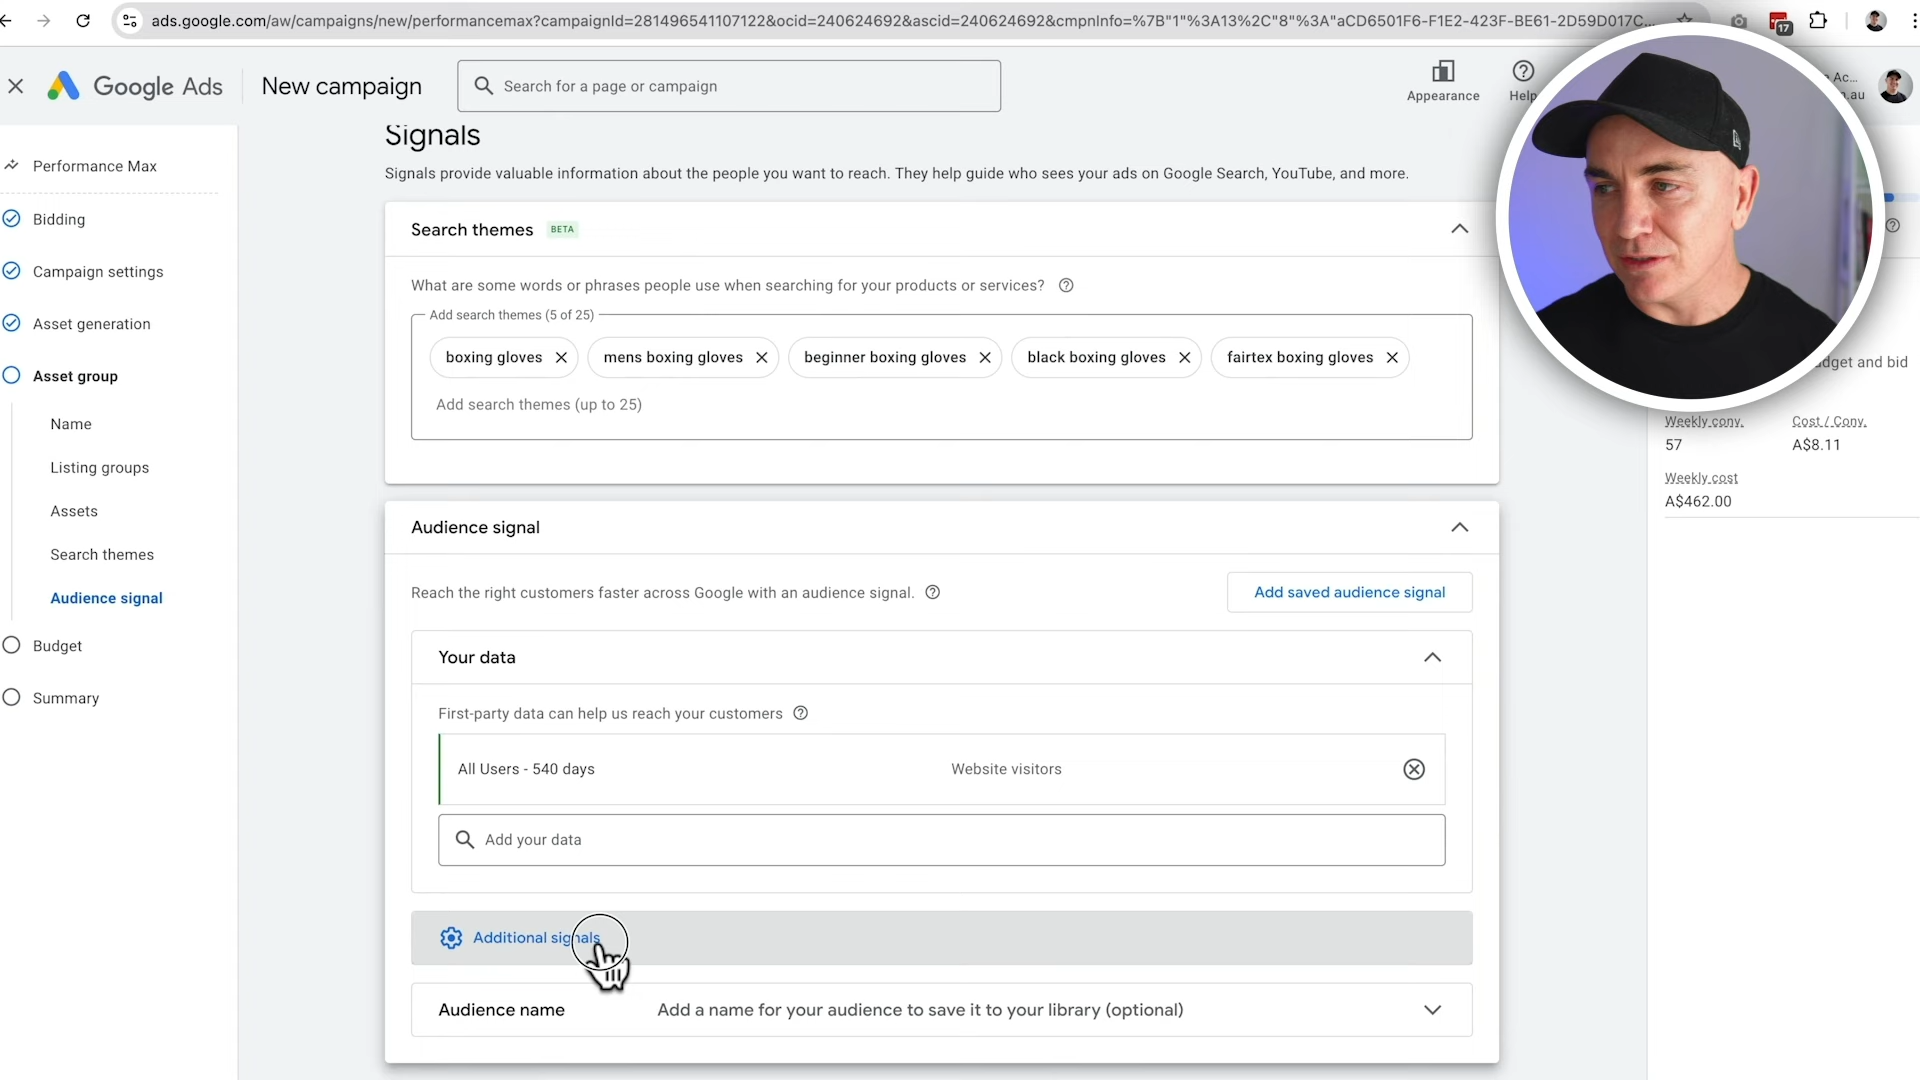 ads.google.com/aw/campaigns/new/performancemax?campaignId=281496541107122&ocid=240624692&ascid=240624692&cmpnInfo=%7B"1"%3A13%2C"8"%3A"aCD6501F6-F1E2-423F-BE61-2D59D017C...
17
Google Ads
New campaign
Search for a page or campaign
Appearance
Help
Ac...
.au
Performance Max
Bidding
Campaign settings
Asset generation
Asset group
Name
Listing groups
Assets
Search themes
Audience signal
Budget
Summary
Signals
Signals provide valuable information about the people you want to reach. They help guide who sees your ads on Google Search, YouTube, and more.
Search themes BETA
What are some words or phrases people use when searching for your products or services?
Add search themes (5 of 25)
boxing gloves mens boxing gloves beginner boxing gloves black boxing gloves fairtex boxing gloves
Add search themes (up to 25)
Audience signal
Reach the right customers faster across Google with an audience signal.
Add saved audience signal
Your data
First-party data can help us reach your customers
All Users - 540 days Website visitors
Add your data
Additional signals
Audience name Add a name for your audience to save it to your library (optional)
and bid
Weekly conv. Cost / Conv.
57 A$8.11
Weekly cost
A$462.00